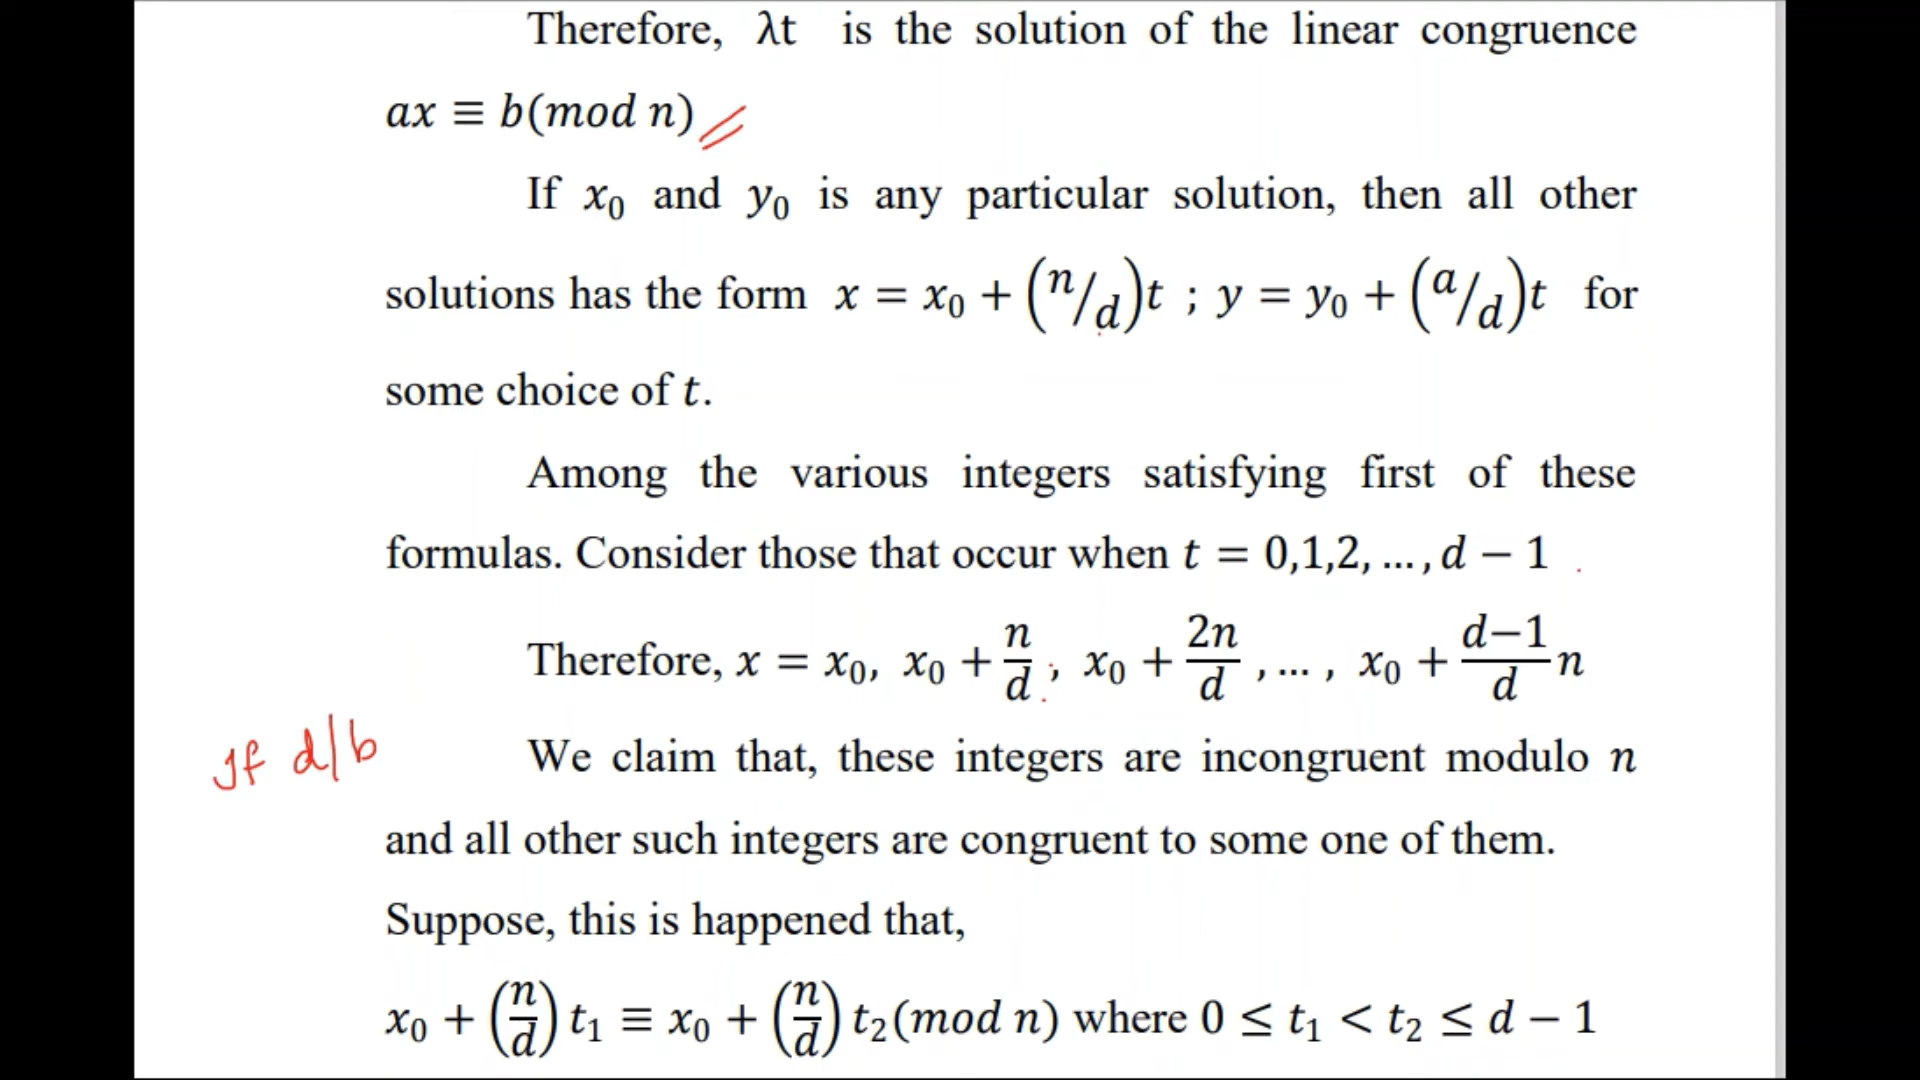 Therefore, λt is the solution of the linear congruence
ax ≡ b(mod n)
If x₀ and y₀ is any particular solution, then all other
solutions has the form x = x₀ + (n/d)t ; y = y₀ + (a/d)t for
some choice of t.
Among the various integers satisfying first of these
formulas. Consider those that occur when t = 0,1,2, ... , d − 1
Therefore, x = x₀, x₀ + n/d, x₀ + 2n/d , ... , x₀ + d−1/d n
If d/b
We claim that, these integers are incongruent modulo n
and all other such integers are congruent to some one of them.
Suppose, this is happened that,
x₀ + (n/d) t₁ ≡ x₀ + (n/d) t₂(mod n) where 0 ≤ t₁ < t₂ ≤ d − 1